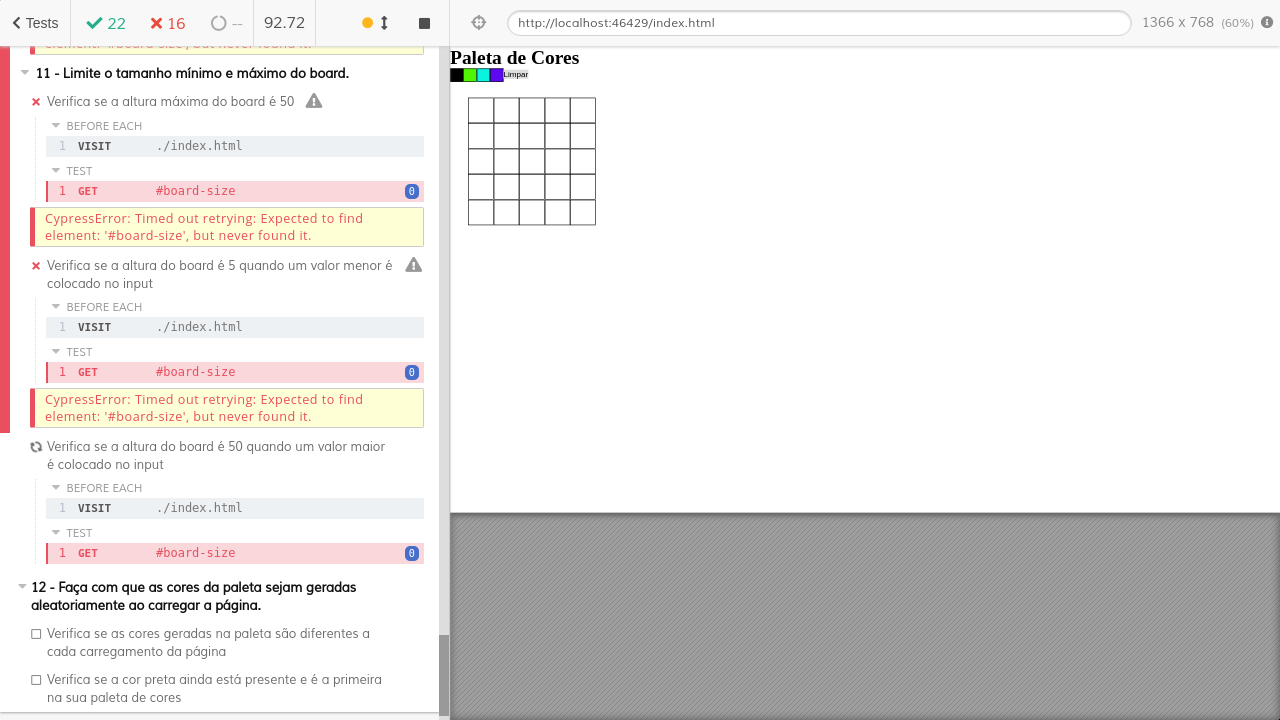 Tests
22
16
--
92.72
http://localhost:46429/index.html
1366 x 768 (60%)
element: '#board-size', but never found it.
11 - Limite o tamanho mínimo e máximo do board.
Verifica se a altura máxima do board é 50
BEFORE EACH
1 VISIT ./index.html
TEST
1 GET #board-size 0
CypressError: Timed out retrying: Expected to find
element: '#board-size', but never found it.
Verifica se a altura do board é 5 quando um valor menor é
colocado no input
BEFORE EACH
1 VISIT ./index.html
TEST
1 GET #board-size 0
CypressError: Timed out retrying: Expected to find
element: '#board-size', but never found it.
Verifica se a altura do board é 50 quando um valor maior
é colocado no input
BEFORE EACH
1 VISIT ./index.html
TEST
1 GET #board-size 0
12 - Faça com que as cores da paleta sejam geradas
aleatoriamente ao carregar a página.
Verifica se as cores geradas na paleta são diferentes a
cada carregamento da página
Verifica se a cor preta ainda está presente e é a primeira
na sua paleta de cores
Paleta de Cores
Limpar